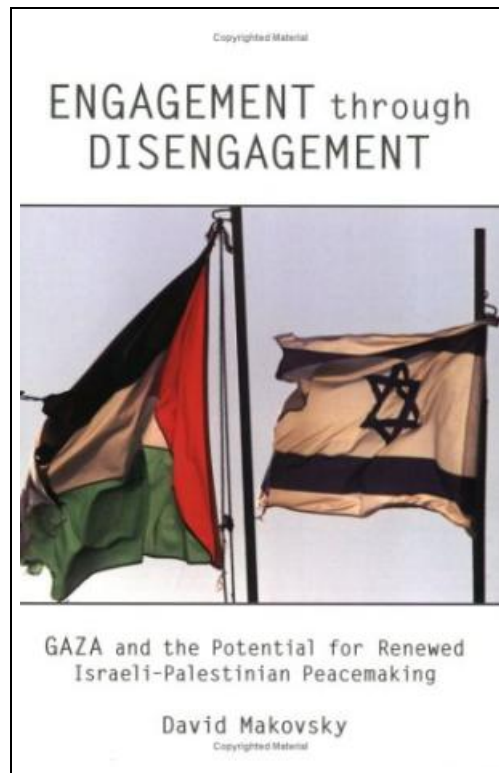 Copyrighted Material
ENGAGEMENT through
DISENGAGEMENT
GAZA and the Potential for Renewed
Israeli-Palestinian Peacemaking
David Makovsky
Copyrighted Material